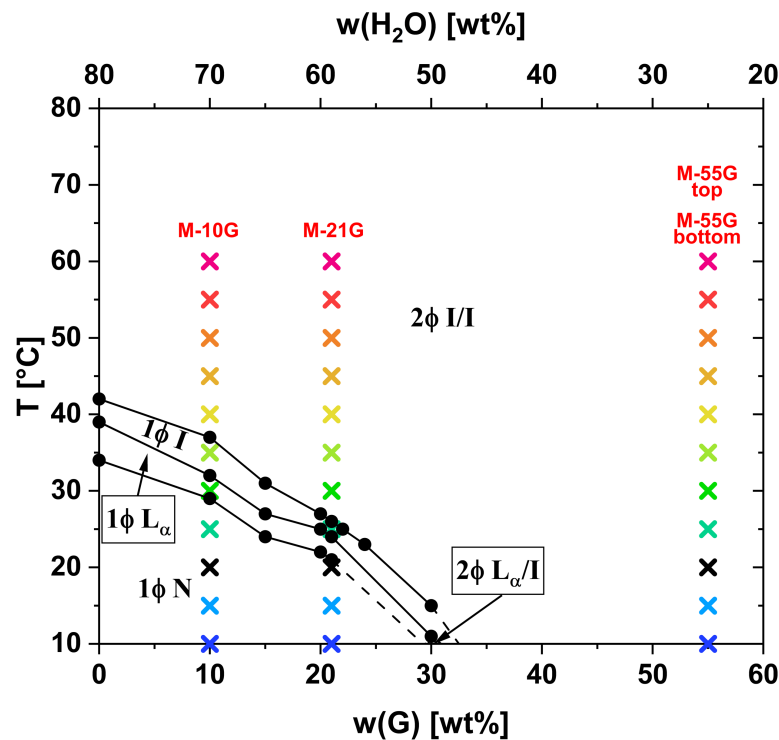 w(H₂O) [wt%]
80 70 60 50 40 30 20
80
70
60
50
40
30
20
10
T [°C]
M-55G
top
M-10G M-21G M-55G
bottom
2ϕ I/I
1ϕ I
1ϕ Lα
1ϕ N
2ϕ Lα/I
0 10 20 30 40 50 60
w(G) [wt%]